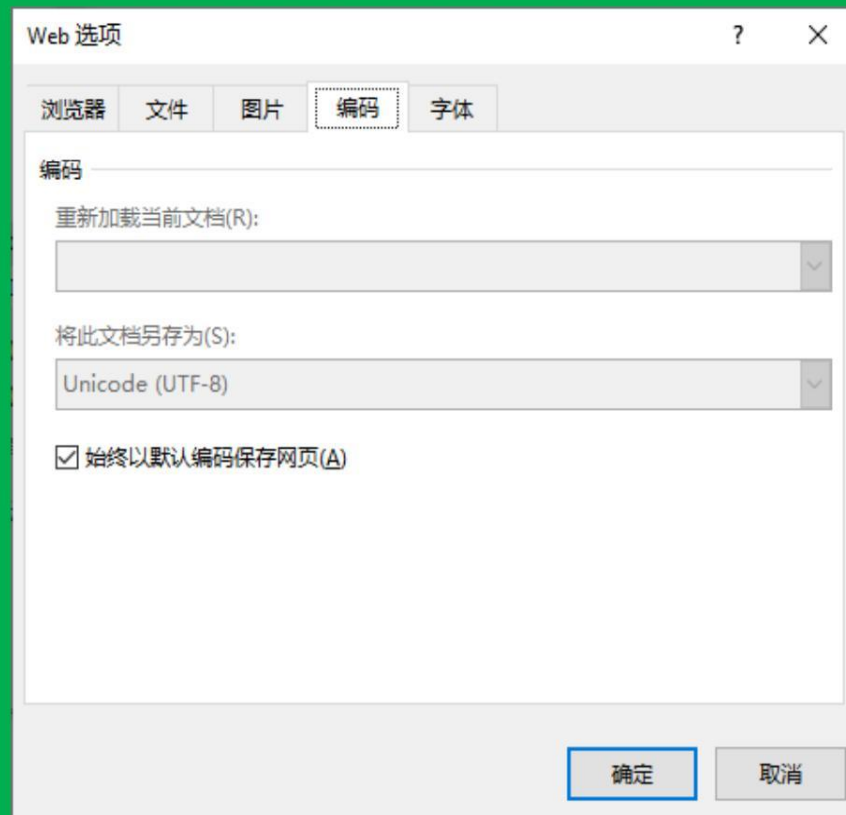 Web 选项
浏览器 文件 图片 编码 字体
编码
重新加载当前文档(R):
将此文档另存为(S):
Unicode (UTF-8)
始终以默认编码保存网页(A)
确定 取消